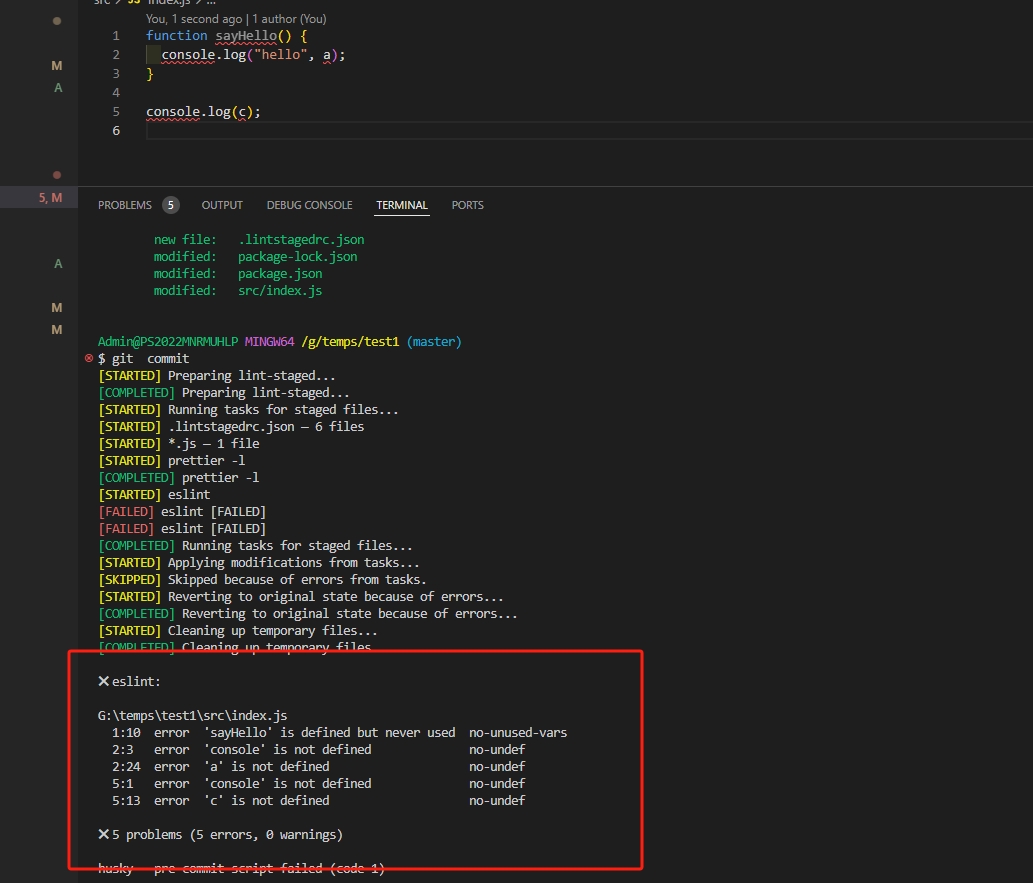 src > JS index.js > ...
You, 1 second ago | 1 author (You)
1 function sayHello() {
2 console.log("hello", a);
3 }
4
5 console.log(c);
6
M
A
5, M
A
M
M
PROBLEMS 5 OUTPUT DEBUG CONSOLE TERMINAL PORTS
new file: .lintstagedrc.json
modified: package-lock.json
modified: package.json
modified: src/index.js
Admin@PS2022MNRMUHLP MINGW64 /g/temps/test1 (master)
$ git commit
[STARTED] Preparing lint-staged...
[COMPLETED] Preparing lint-staged...
[STARTED] Running tasks for staged files...
[STARTED] .lintstagedrc.json — 6 files
[STARTED] *.js — 1 file
[STARTED] prettier -l
[COMPLETED] prettier -l
[STARTED] eslint
[FAILED] eslint [FAILED]
[FAILED] eslint [FAILED]
[COMPLETED] Running tasks for staged files...
[STARTED] Applying modifications from tasks...
[SKIPPED] Skipped because of errors from tasks.
[STARTED] Reverting to original state because of errors...
[COMPLETED] Reverting to original state because of errors...
[STARTED] Cleaning up temporary files...
[COMPLETED] Cleaning up temporary files...
✖ eslint:
G:\temps\test1\src\index.js
1:10 error 'sayHello' is defined but never used no-unused-vars
2:3 error 'console' is not defined no-undef
2:24 error 'a' is not defined no-undef
5:1 error 'console' is not defined no-undef
5:13 error 'c' is not defined no-undef
✖ 5 problems (5 errors, 0 warnings)
husky - pre-commit script failed (code 1)